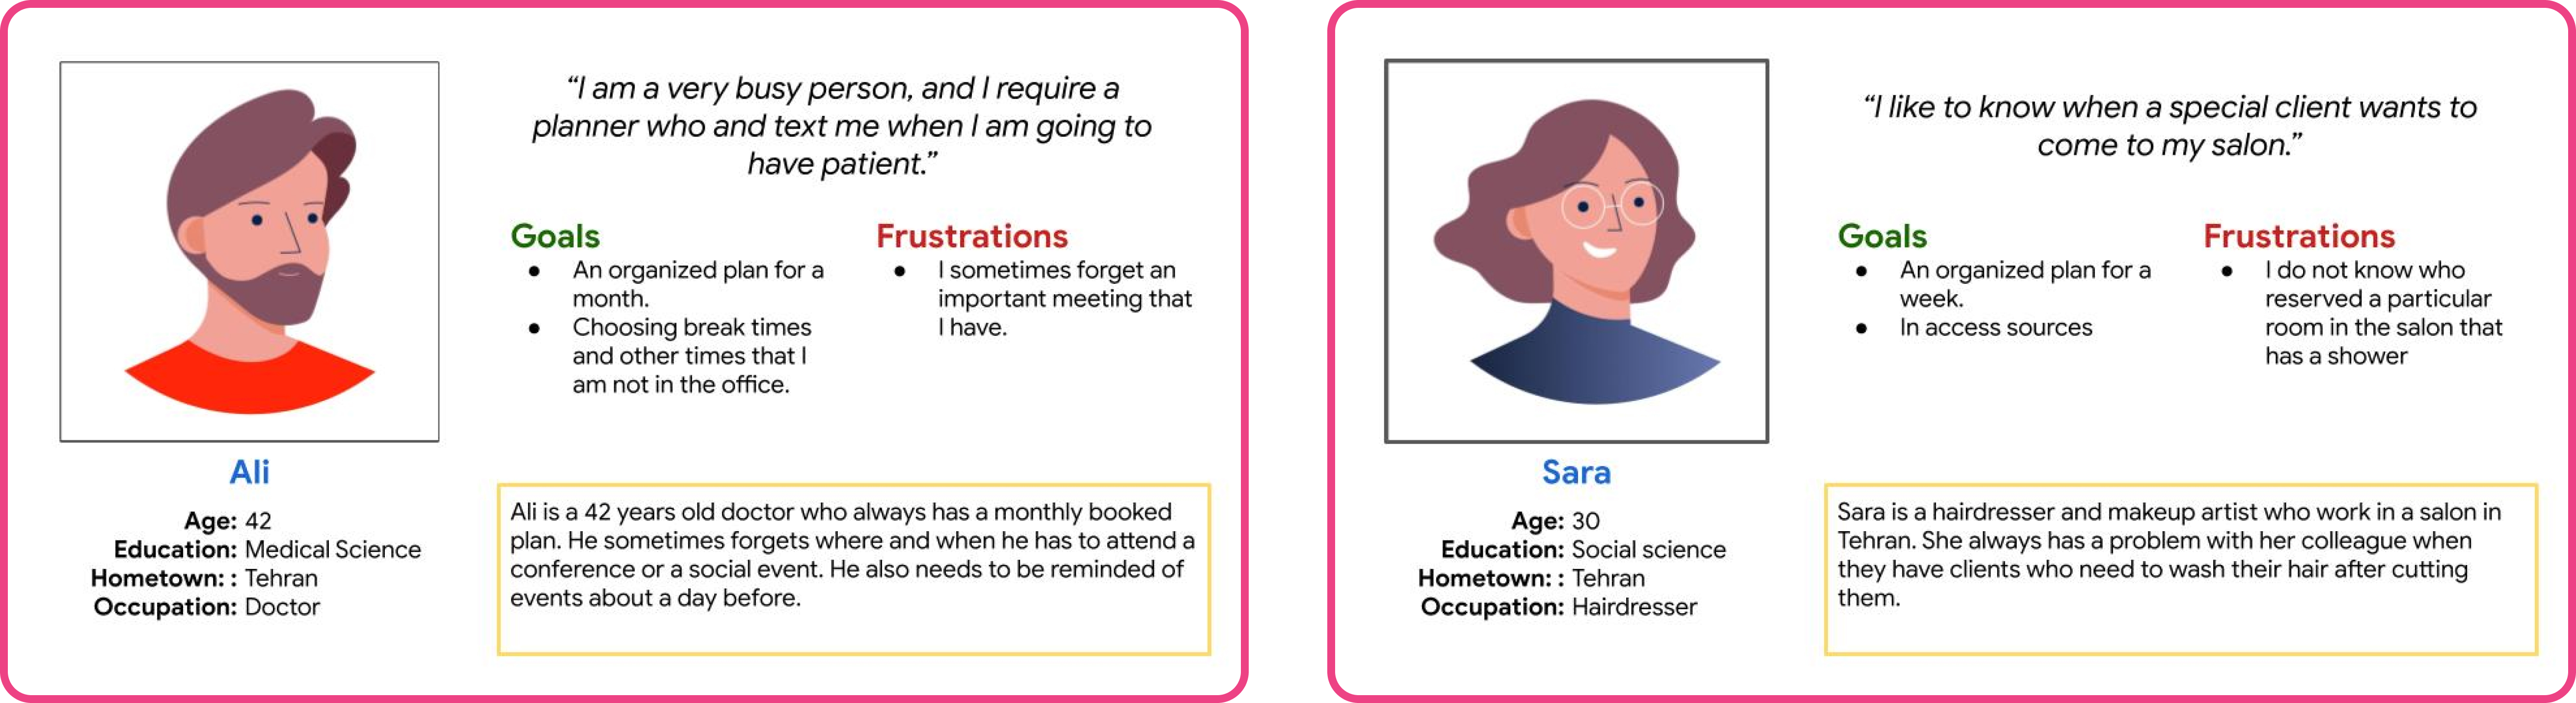 “I am a very busy person, and I require a
planner who and text me when I am going to
have patient.”
Goals
● An organized plan for a
month.
● Choosing break times
and other times that I
am not in the office.
Frustrations
● I sometimes forget an
important meeting that
I have.
Ali
Age: 42
Education: Medical Science
Hometown: : Tehran
Occupation: Doctor
Ali is a 42 years old doctor who always has a monthly booked
plan. He sometimes forgets where and when he has to attend a
conference or a social event. He also needs to be reminded of
events about a day before.
“I like to know when a special client wants to
come to my salon.”
Goals
● An organized plan for a
week.
● In access sources
Frustrations
● I do not know who
reserved a particular
room in the salon that
has a shower
Sara
Age: 30
Education: Social science
Hometown: : Tehran
Occupation: Hairdresser
Sara is a hairdresser and makeup artist who work in a salon in
Tehran. She always has a problem with her colleague when
they have clients who need to wash their hair after cutting
them.